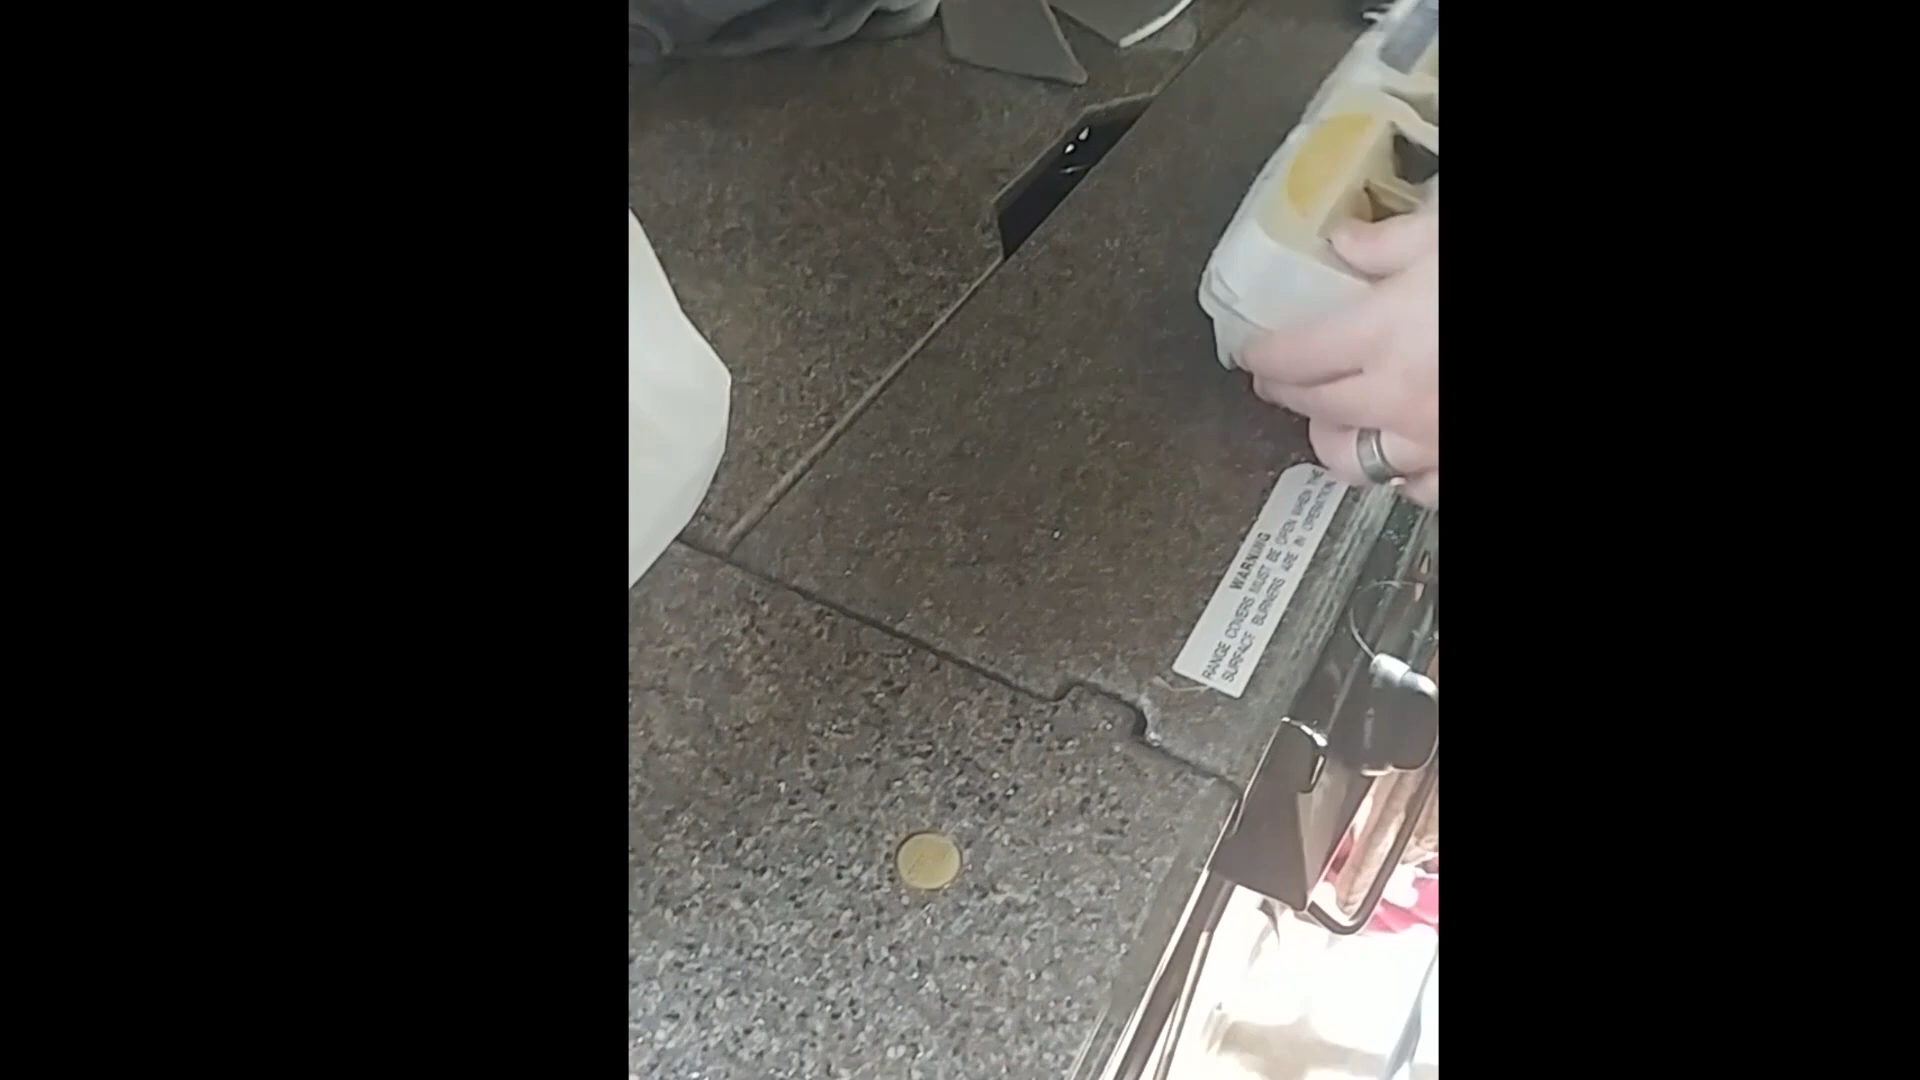 WARNING
RANGE COVERS MUST BE OPEN WHEN THE
SURFACE BURNERS ARE IN OPERATION